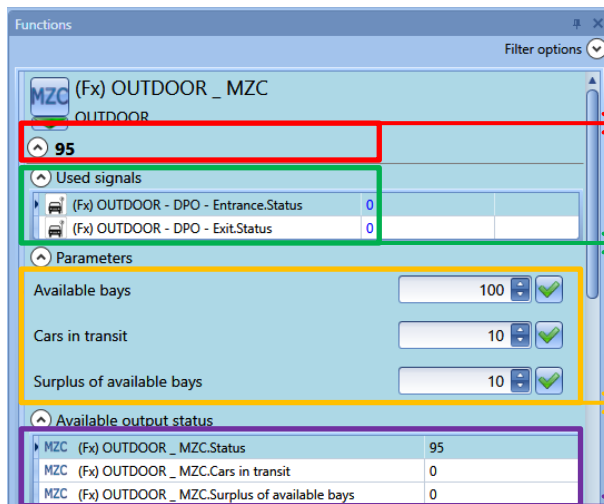 Functions
Filter options
MZC (Fx) OUTDOOR _ MZC
OUTDOOR
95
Used signals
(Fx) OUTDOOR - DPO - Entrance.Status 0
(Fx) OUTDOOR - DPO - Exit.Status 0
Parameters
Available bays 100
Cars in transit 10
Surplus of available bays 10
Available output status
MZC (Fx) OUTDOOR _ MZC.Status 95
MZC (Fx) OUTDOOR _ MZC.Cars in transit 0
MZC (Fx) OUTDOOR _ MZC.Surplus of available bays 0